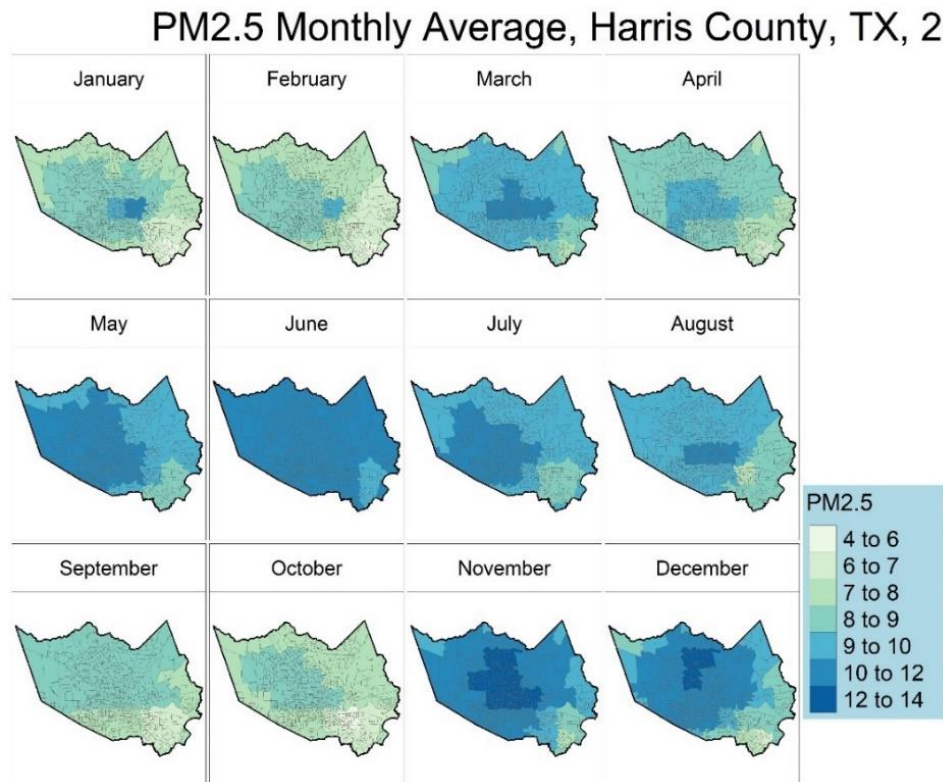 PM2.5 Monthly Average, Harris County, TX, 2
January February March April
May June July August
September October November December
PM2.5
4 to 6
6 to 7
7 to 8
8 to 9
9 to 10
10 to 12
12 to 14